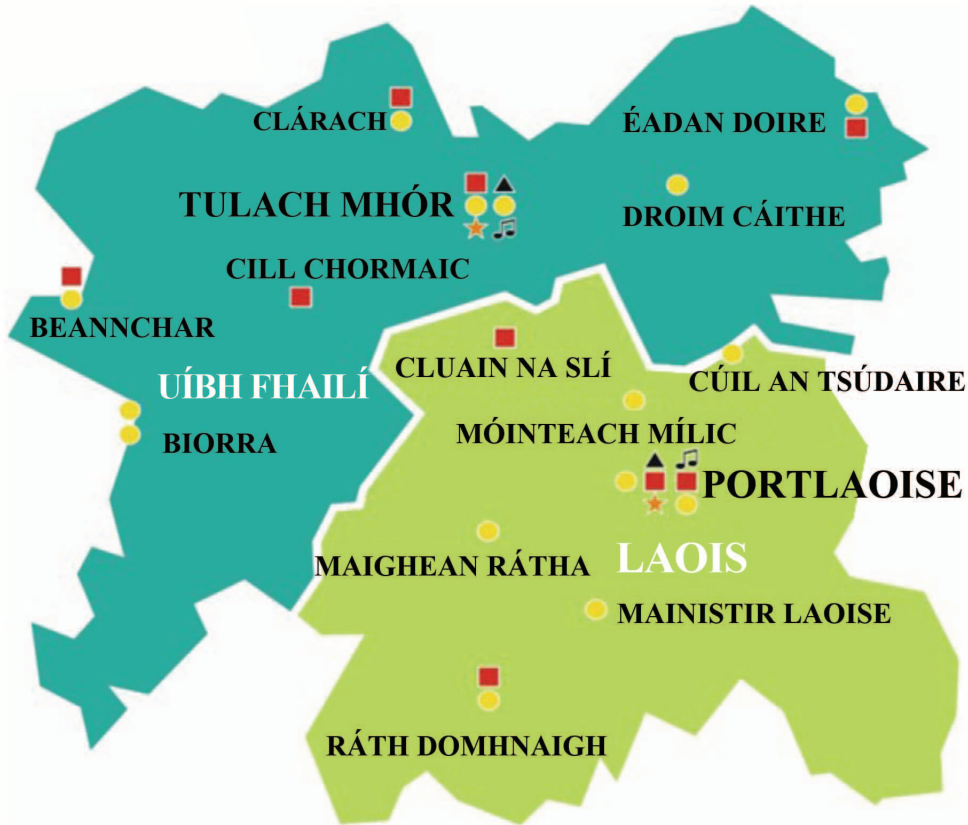 CLÁRACH
ÉADAN DOIRE
TULACH MHÓR
DROIM CÁITHE
CILL CHORMAIC
BEANNCHAR
CLUAIN NA SLÍ
CÚIL AN TSÚDAIRE
UÍBH FHAILÍ
BIORRA
MÓINTEACH MÍLIC
PORTLAOISE
MAIGHEAN RÁTHA
LAOIS
MAINISTIR LAOISE
RÁTH DOMHNAIGH